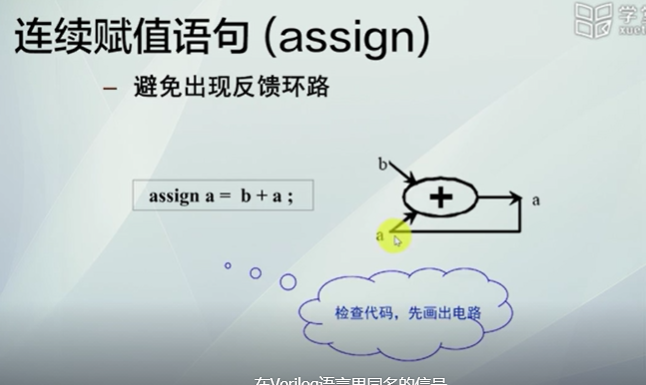 连续赋值语句 (assign)
学堂
xuet
– 避免出现反馈环路
b
assign a = b + a ;
+
a
a
检查代码，先画出电路
在Verilog语言里同名的信号